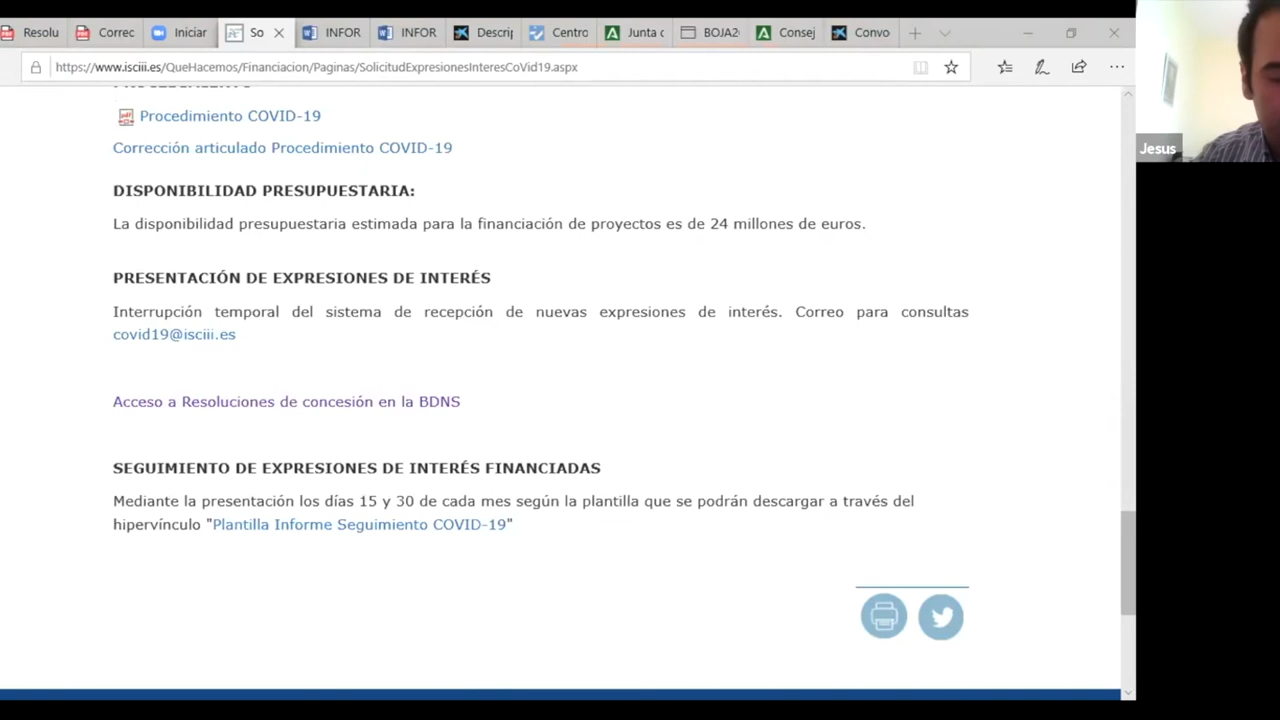 Resolu
Correc
Iniciar
So
INFOR
INFOR
Descrip
Centro
Junta c
BOJA2
Consej
Convo
https://www.isciii.es/QueHacemos/Financiacion/Paginas/SolicitudExpresionesInteresCoVid19.aspx
Procedimiento COVID-19
Corrección articulado Procedimiento COVID-19
DISPONIBILIDAD PRESUPUESTARIA:
La disponibilidad presupuestaria estimada para la financiación de proyectos es de 24 millones de euros.
PRESENTACIÓN DE EXPRESIONES DE INTERÉS
Interrupción temporal del sistema de recepción de nuevas expresiones de interés. Correo para consultas
covid19@isciii.es
Acceso a Resoluciones de concesión en la BDNS
SEGUIMIENTO DE EXPRESIONES DE INTERÉS FINANCIADAS
Mediante la presentación los días 15 y 30 de cada mes según la plantilla que se podrán descargar a través del
hipervínculo "Plantilla Informe Seguimiento COVID-19"
Jesus